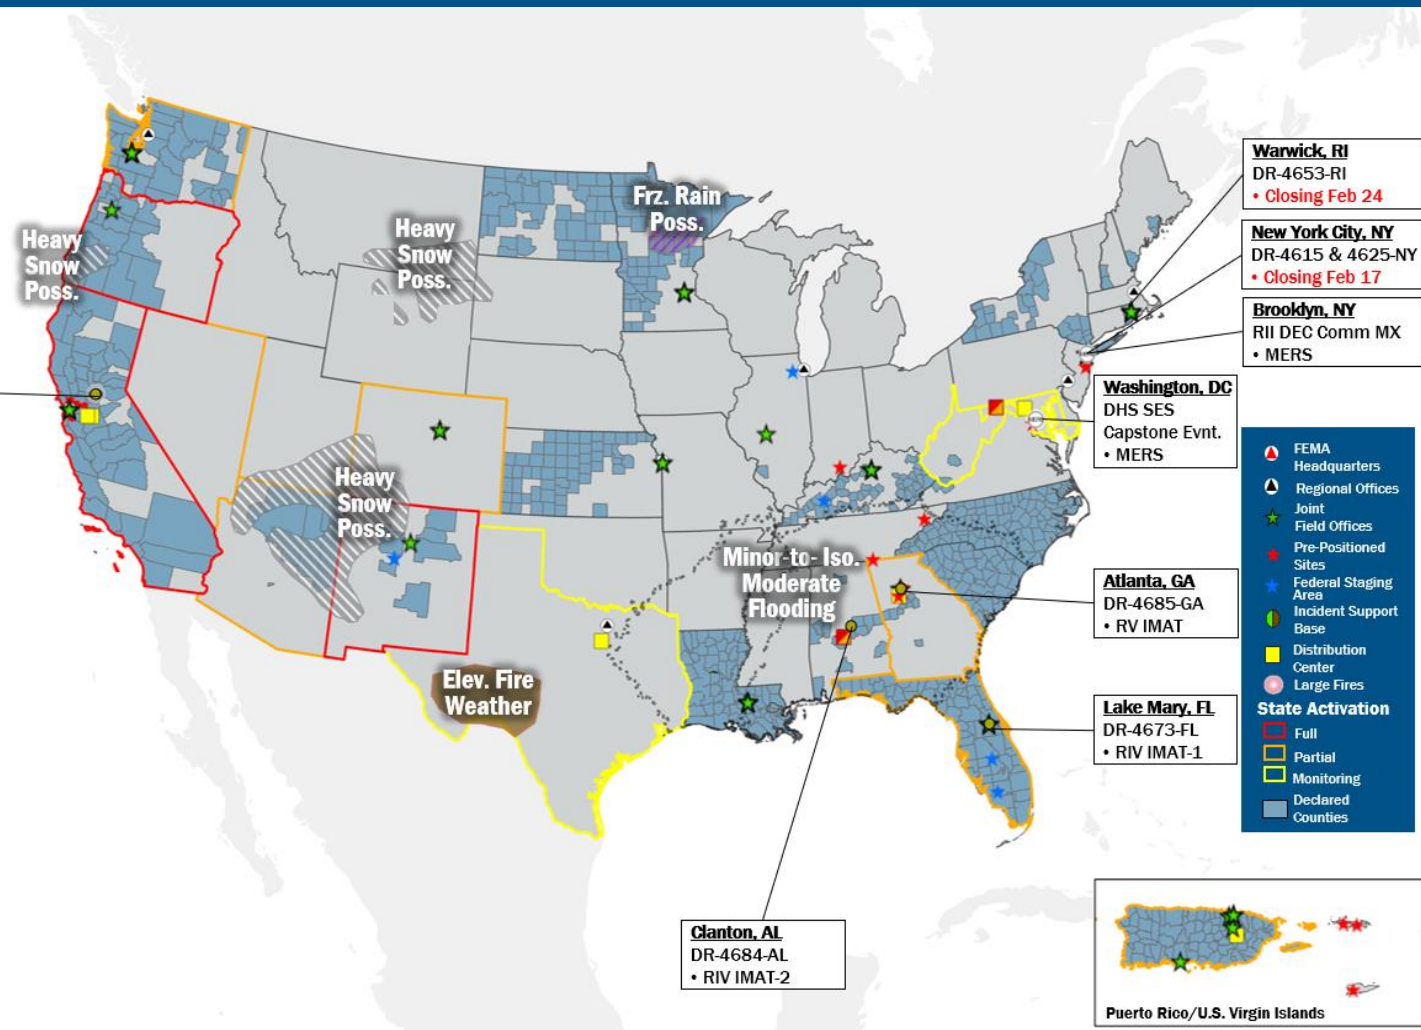 Heavy
Snow
Poss.
Heavy
Snow
Poss.
Frz. Rain
Poss.
Heavy
Snow
Poss.
Minor-to- Iso.
Moderate
Flooding
Elev. Fire
Weather
Warwick, RI
DR-4653-RI
• Closing Feb 24
New York City, NY
DR-4615 & 4625-NY
• Closing Feb 17
Brooklyn, NY
RII DEC Comm MX
• MERS
Washington, DC
DHS SES
Capstone Evnt.
• MERS
Atlanta, GA
DR-4685-GA
• RV IMAT
Lake Mary, FL
DR-4673-FL
• RIV IMAT-1
Clanton, AL
DR-4684-AL
• RIV IMAT-2
FEMA
Headquarters
Regional Offices
Joint
Field Offices
Pre-Positioned
Sites
Federal Staging
Area
Incident Support
Base
Distribution
Center
Large Fires
State Activation
Full
Partial
Monitoring
Declared
Counties
Puerto Rico/U.S. Virgin Islands